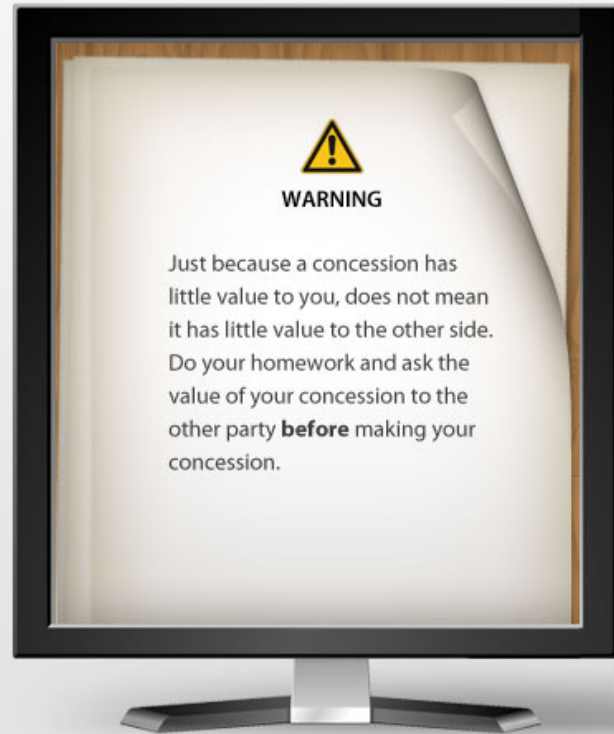 WARNING
Just because a concession has
little value to you, does not mean
it has little value to the other side.
Do your homework and ask the
value of your concession to the
other party before making your
concession.